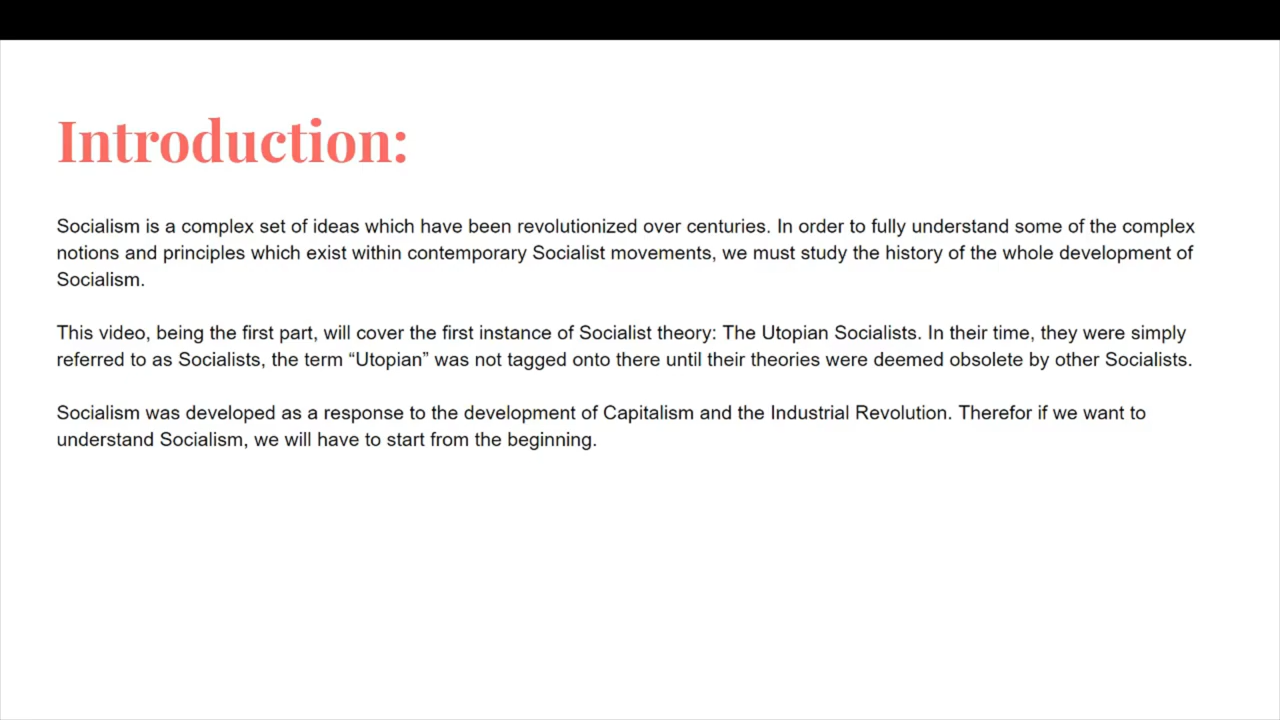 Introduction:
Socialism is a complex set of ideas which have been revolutionized over centuries. In order to fully understand some of the complex
notions and principles which exist within contemporary Socialist movements, we must study the history of the whole development of
Socialism.
This video, being the first part, will cover the first instance of Socialist theory: The Utopian Socialists. In their time, they were simply
referred to as Socialists, the term “Utopian” was not tagged onto there until their theories were deemed obsolete by other Socialists.
Socialism was developed as a response to the development of Capitalism and the Industrial Revolution. Therefor if we want to
understand Socialism, we will have to start from the beginning.